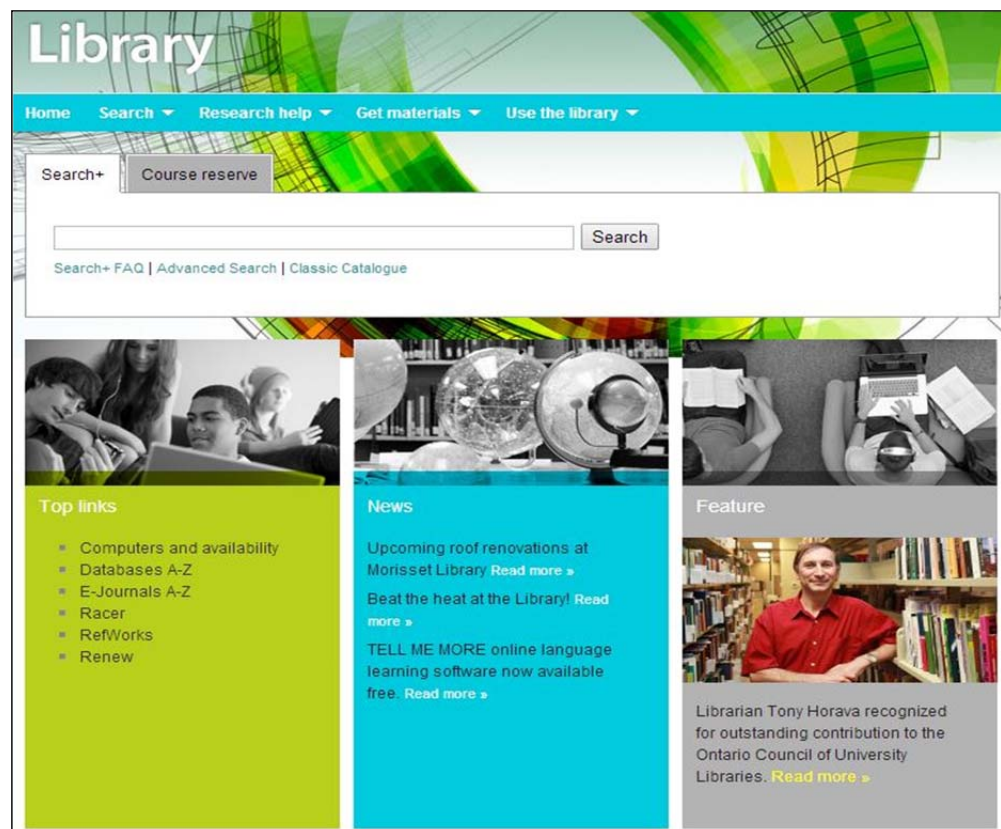 Library
Home Search Research help Get materials Use the library
Search+ Course reserve
Search
Search+ FAQ | Advanced Search | Classic Catalogue
Top links
Computers and availability
Databases A-Z
E-Journals A-Z
Racer
RefWorks
Renew
News
Upcoming roof renovations at
Morisset Library Read more »
Beat the heat at the Library! Read
more »
TELL ME MORE online language
learning software now available
free. Read more »
Feature
Librarian Tony Horava recognized
for outstanding contribution to the
Ontario Council of University
Libraries. Read more »